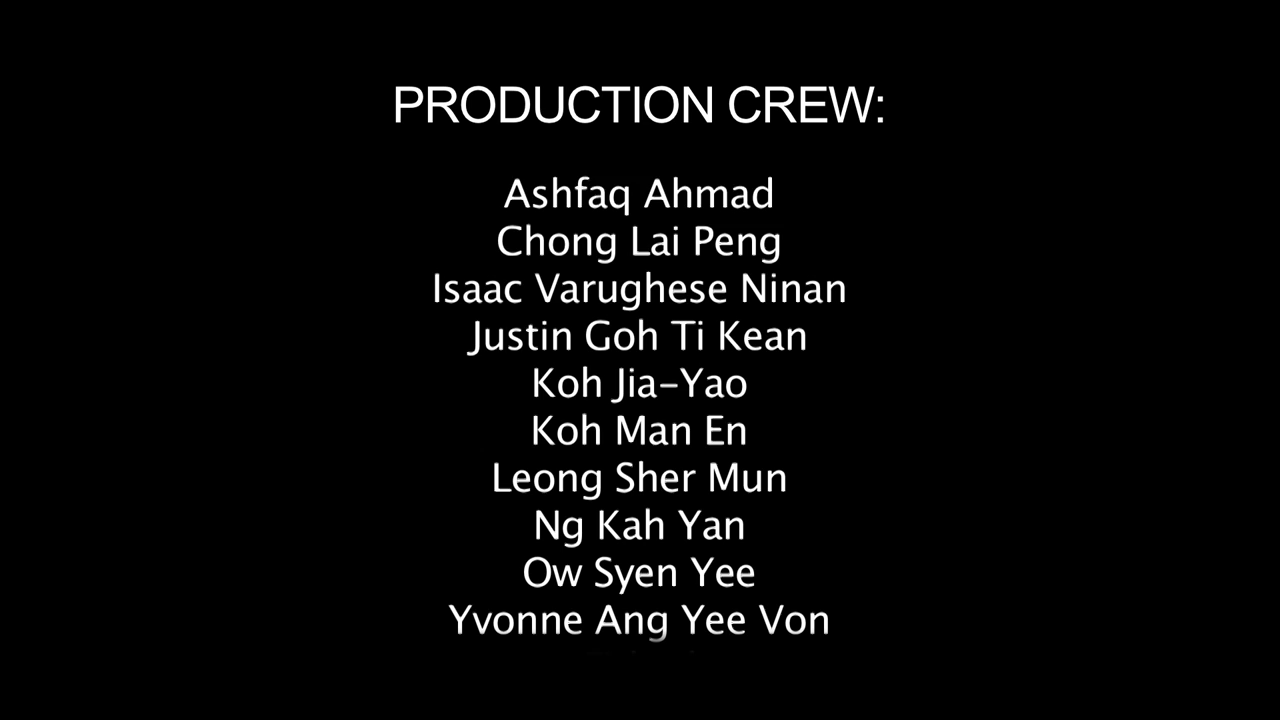 PRODUCTION CREW:
Ashfaq Ahmad
Chong Lai Peng
Isaac Varughese Ninan
Justin Goh Ti Kean
Koh Jia-Yao
Koh Man En
Leong Sher Mun
Ng Kah Yan
Ow Syen Yee
Yvonne Ang Yee Von